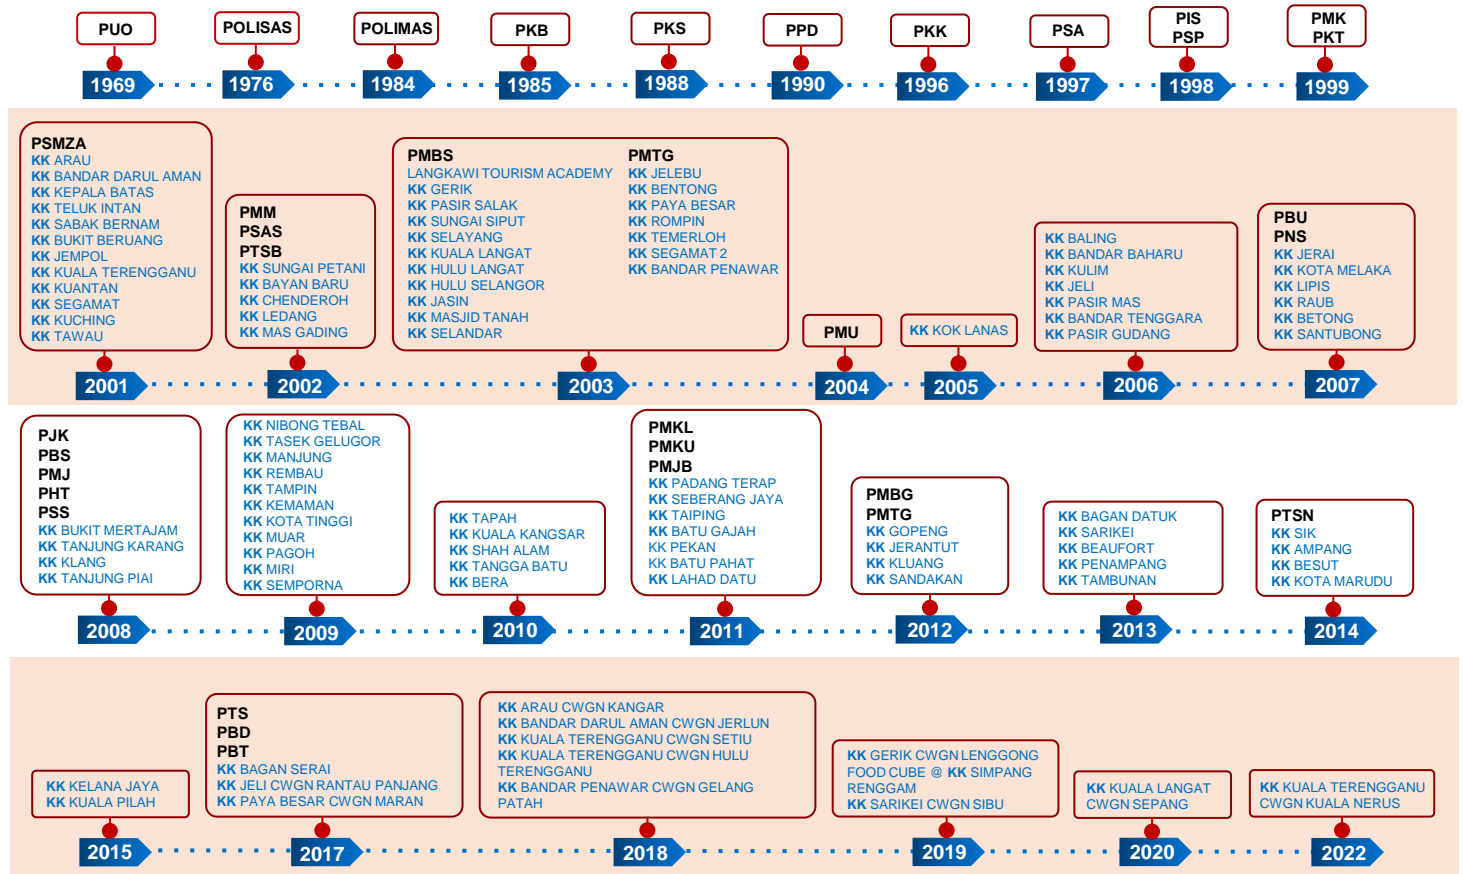 PUO
1969
POLISAS
1976
POLIMAS
1984
PKB
1985
PKS
1988
PPD
1990
PKK
1996
PSA
1997
PIS
PSP
1998
PMK
PKT
1999
PSMZA
KK ARAU
KK BANDAR DARUL AMAN
KK KEPALA BATAS
KK TELUK INTAN
KK SABAK BERNAM
KK BUKIT BERUANG
KK JEMPOL
KK KUALA TERENGGANU
KK KUANTAN
KK SEGAMAT
KK KUCHING
KK TAWAU
2001
PMM
PSAS
PTSB
KK SUNGAI PETANI
KK BAYAN BARU
KK CHENDEROH
KK LEDANG
KK MAS GADING
2002
PMBS
LANGKAWI TOURISM ACADEMY
KK GERIK
KK PASIR SALAK
KK SUNGAI SIPUT
KK SELAYANG
KK KUALA LANGAT
KK HULU LANGAT
KK HULU SELANGOR
KK JASIN
KK MASJID TANAH
KK SELANDAR
PMTG
KK JELEBU
KK BENTONG
KK PAYA BESAR
KK ROMPIN
KK TEMERLOH
KK SEGAMAT 2
KK BANDAR PENAWAR
2003
PMU
2004
KK KOK LANAS
2005
KK BALING
KK BANDAR BAHARU
KK KULIM
KK JELI
KK PASIR MAS
KK BANDAR TENGGARA
KK PASIR GUDANG
2006
PBU
PNS
KK JERAI
KK KOTA MELAKA
KK LIPIS
KK RAUB
KK BETONG
KK SANTUBONG
2007
PJK
PBS
PMJ
PHT
PSS
KK BUKIT MERTAJAM
KK TANJUNG KARANG
KK KLANG
KK TANJUNG PIAI
2008
KK NIBONG TEBAL
KK TASEK GELUGOR
KK MANJUNG
KK REMBAU
KK TAMPIN
KK KEMAMAN
KK KOTA TINGGI
KK MUAR
KK PAGOH
KK MIRI
KK SEMPORNA
2009
KK TAPAH
KK KUALA KANGSAR
KK SHAH ALAM
KK TANGGA BATU
KK BERA
2010
PMKL
PMKU
PMJB
KK PADANG TERAP
KK SEBERANG JAYA
KK TAIPING
KK BATU GAJAH
KK PEKAN
KK BATU PAHAT
KK LAHAD DATU
2011
PMBG
PMTG
KK GOPENG
KK JERANTUT
KK KLUANG
KK SANDAKAN
2012
KK BAGAN DATUK
KK SARIKEI
KK BEAUFORT
KK PENAMPANG
KK TAMBUNAN
2013
PTSN
KK SIK
KK AMPANG
KK BESUT
KK KOTA MARUDU
2014
KK KELANA JAYA
KK KUALA PILAH
2015
PTS
PBD
PBT
KK BAGAN SERAI
KK JELI CWGN RANTAU PANJANG
KK PAYA BESAR CWGN MARAN
2017
KK ARAU CWGN KANGAR
KK BANDAR DARUL AMAN CWGN JERLUN
KK KUALA TERENGGANU CWGN SETIU
KK KUALA TERENGGANU CWGN HULU
TERENGGANU
KK BANDAR PENAWAR CWGN GELANG
PATAH
2018
KK GERIK CWGN LENGGONG
FOOD CUBE @ KK SIMPANG
RENGGAM
KK SARIKEI CWGN SIBU
2019
KK KUALA LANGAT
CWGN SEPANG
2020
KK KUALA TERENGGANU
CWGN KUALA NERUS
2022